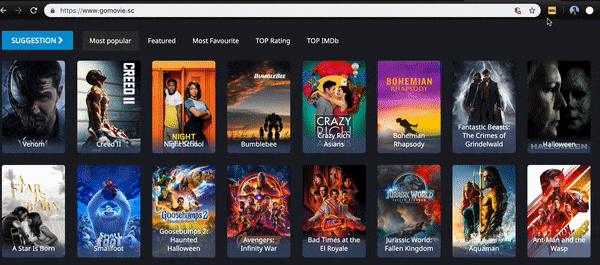 https://www.gomovie.sc
SUGGESTION
Most popular
Featured
Most Favourite
TOP Rating
TOP IMDb
CREED II
NIGHT
BUMBLEBEE
CRAZY
RICH
BOHEMIAN
RHAPSODY
Venom
Creed II
Night School
Bumblebee
Crazy Rich
Asians
Bohemian
Rhapsody
Fantastic Beasts:
The Crimes of
Grindelwald
Halloween
A STAR
IS BORN
SMALL
FOOT
Goosebumps 2
JURASSIC WORLD
A Star Is Born
Smallfoot
Goosebumps 2:
Haunted
Halloween
Avengers:
Infinity War
Bad Times at the
El Royale
Jurassic World:
Fallen Kingdom
Aquaman
Ant-Man and the
Wasp